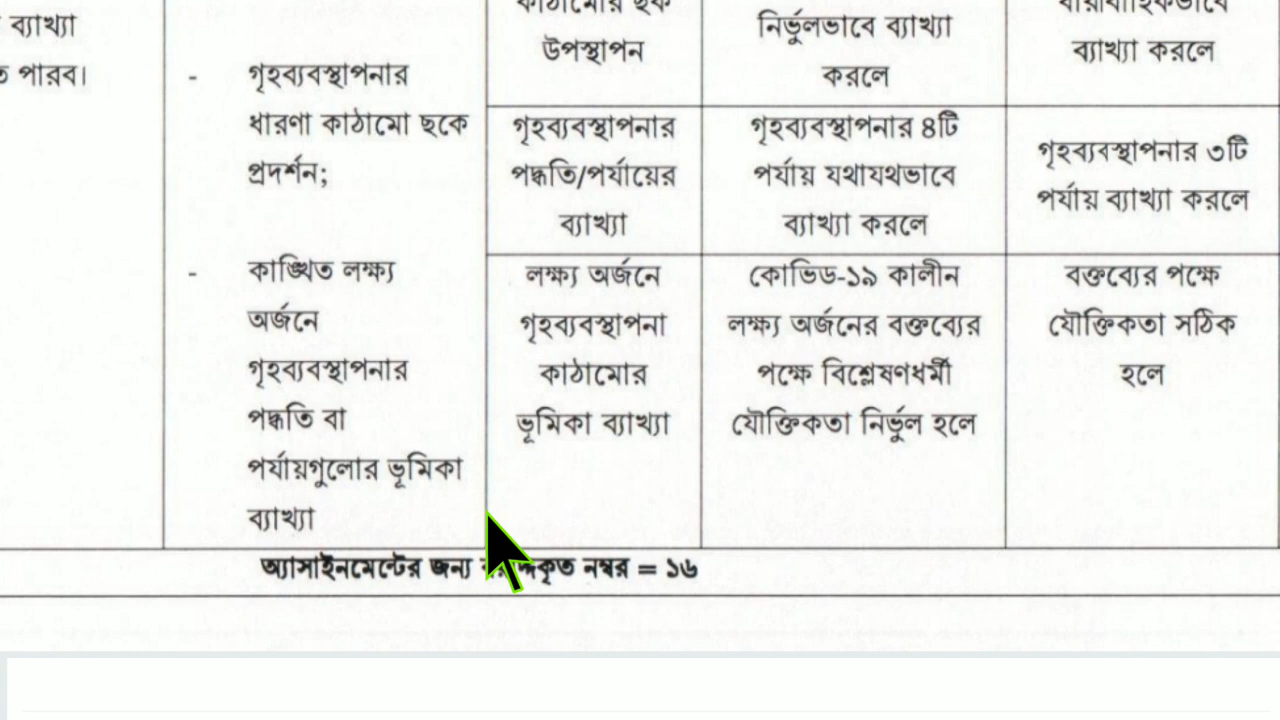 ব্যাখ্যা
পারব।
-
গৃহব্যবস্থাপনার
ধারণা কাঠামো ছকে
প্রদর্শন;
-
কাঙ্খিত লক্ষ্য
অর্জনে
গৃহব্যবস্থাপনার
পদ্ধতি বা
পর্যায়গুলোর ভূমিকা
ব্যাখ্যা
কাঠামোর ছক
উপস্থাপন
নির্ভুলভাবে ব্যাখ্যা
করলে
ধারাবাহিকভাবে
ব্যাখ্যা করলে
গৃহব্যবস্থাপনার
পদ্ধতি/পর্যায়ের
ব্যাখ্যা
গৃহব্যবস্থাপনার ৪টি
পর্যায় যথাযথভাবে
ব্যাখ্যা করলে
গৃহব্যবস্থাপনার ৩টি
পর্যায় ব্যাখ্যা করলে
লক্ষ্য অর্জনে
গৃহব্যবস্থাপনা
কাঠামোর
ভূমিকা ব্যাখ্যা
কোভিড-১৯ কালীন
লক্ষ্য অর্জনের বক্তব্যের
পক্ষে বিশ্লেষণধর্মী
যৌক্তিকতা নির্ভুল হলে
বক্তব্যের পক্ষে
যৌক্তিকতা সঠিক
হলে
অ্যাসাইনমেন্টের জন্য নম্বর = ১৬